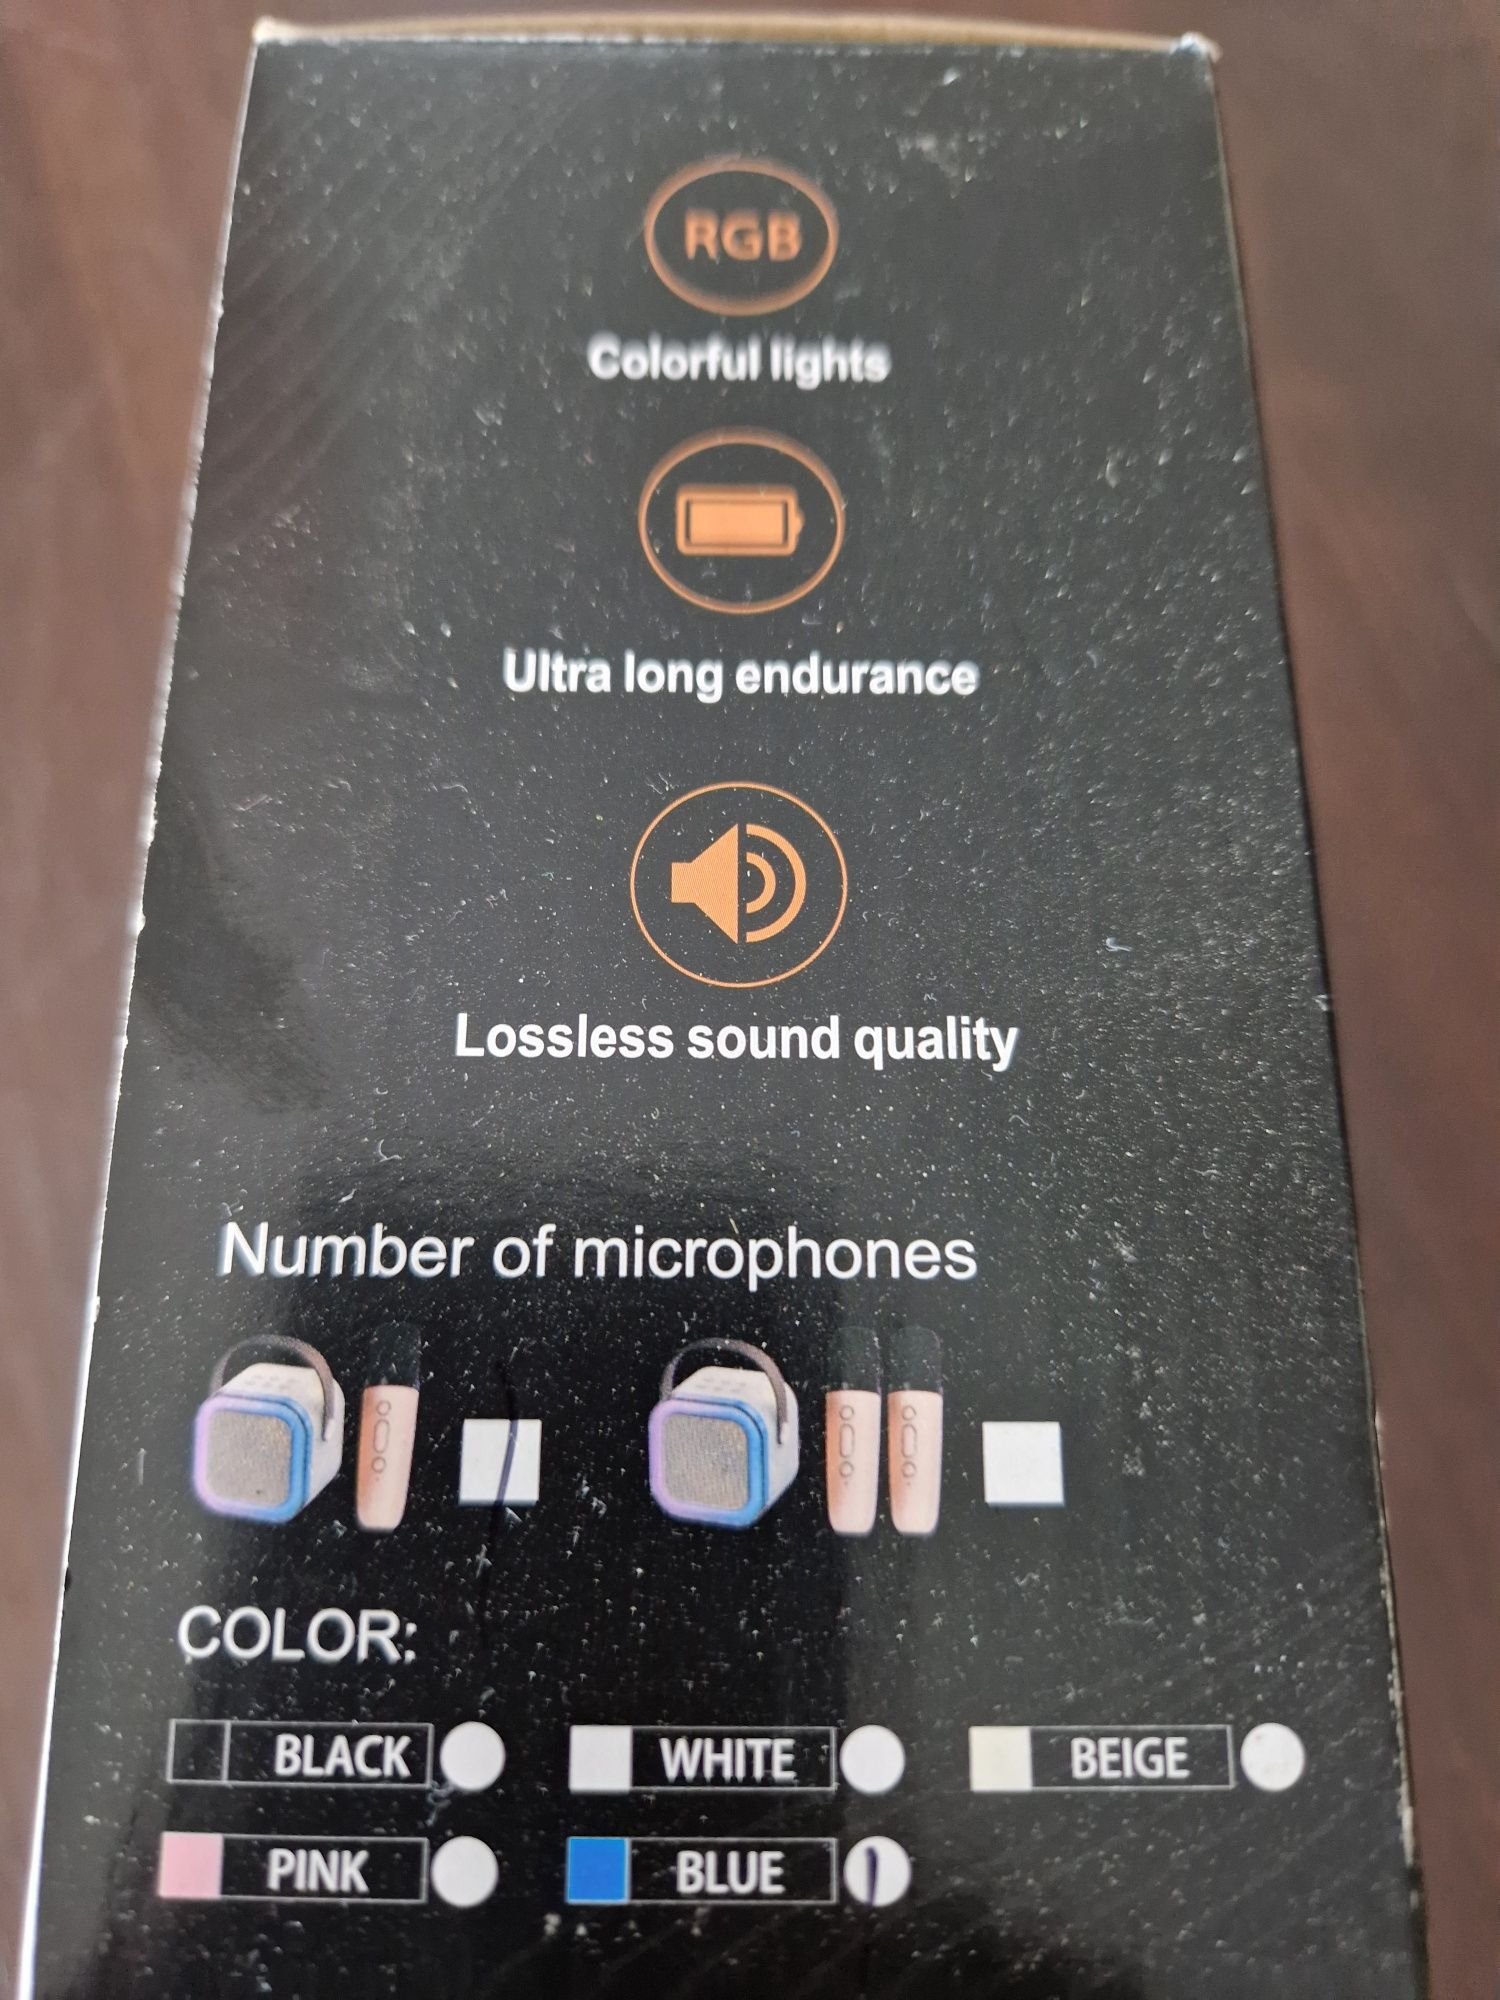 RGB
Colorful lights
Ultra long endurance
Lossless sound quality
Number of microphones
COLOR:
BLACK WHITE BEIGE
PINK BLUE